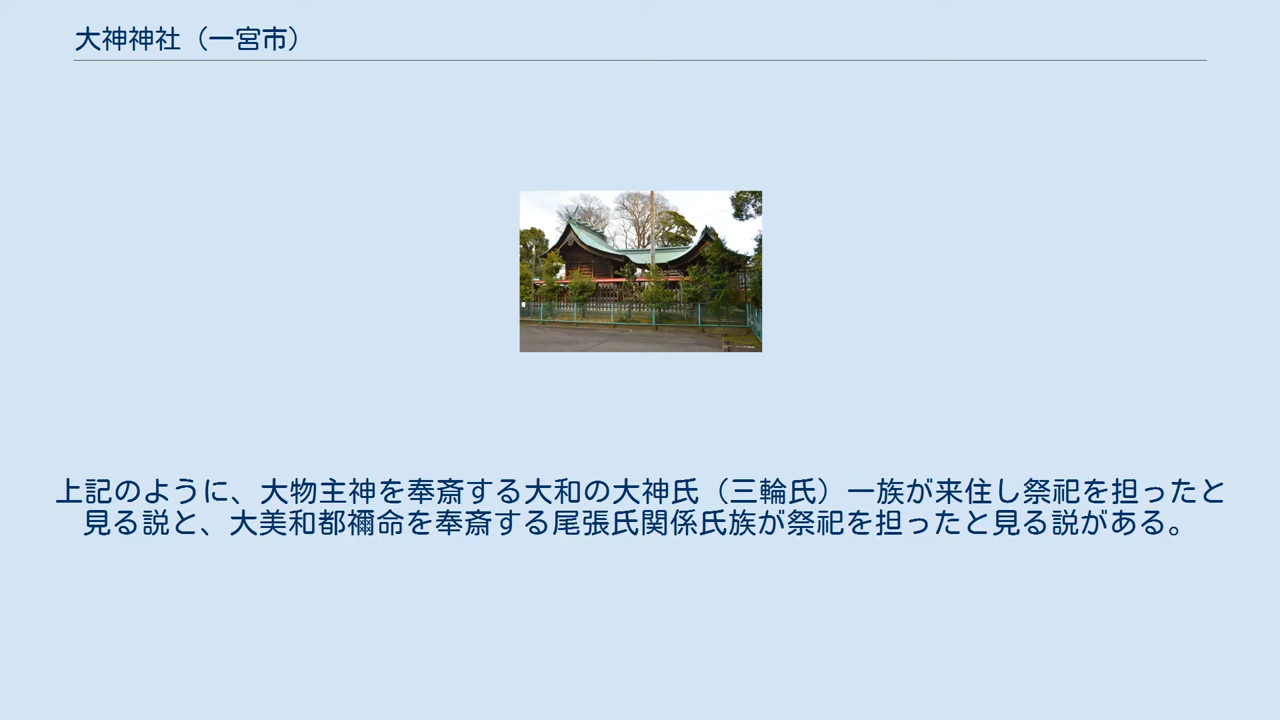 大神神社（一宮市）
上記のように、大物主神を奉斎する大和の大神氏（三輪氏）一族が来住し祭祀を担ったと
見る説と、大美和都禰命を奉斎する尾張氏関係氏族が祭祀を担ったと見る説がある。